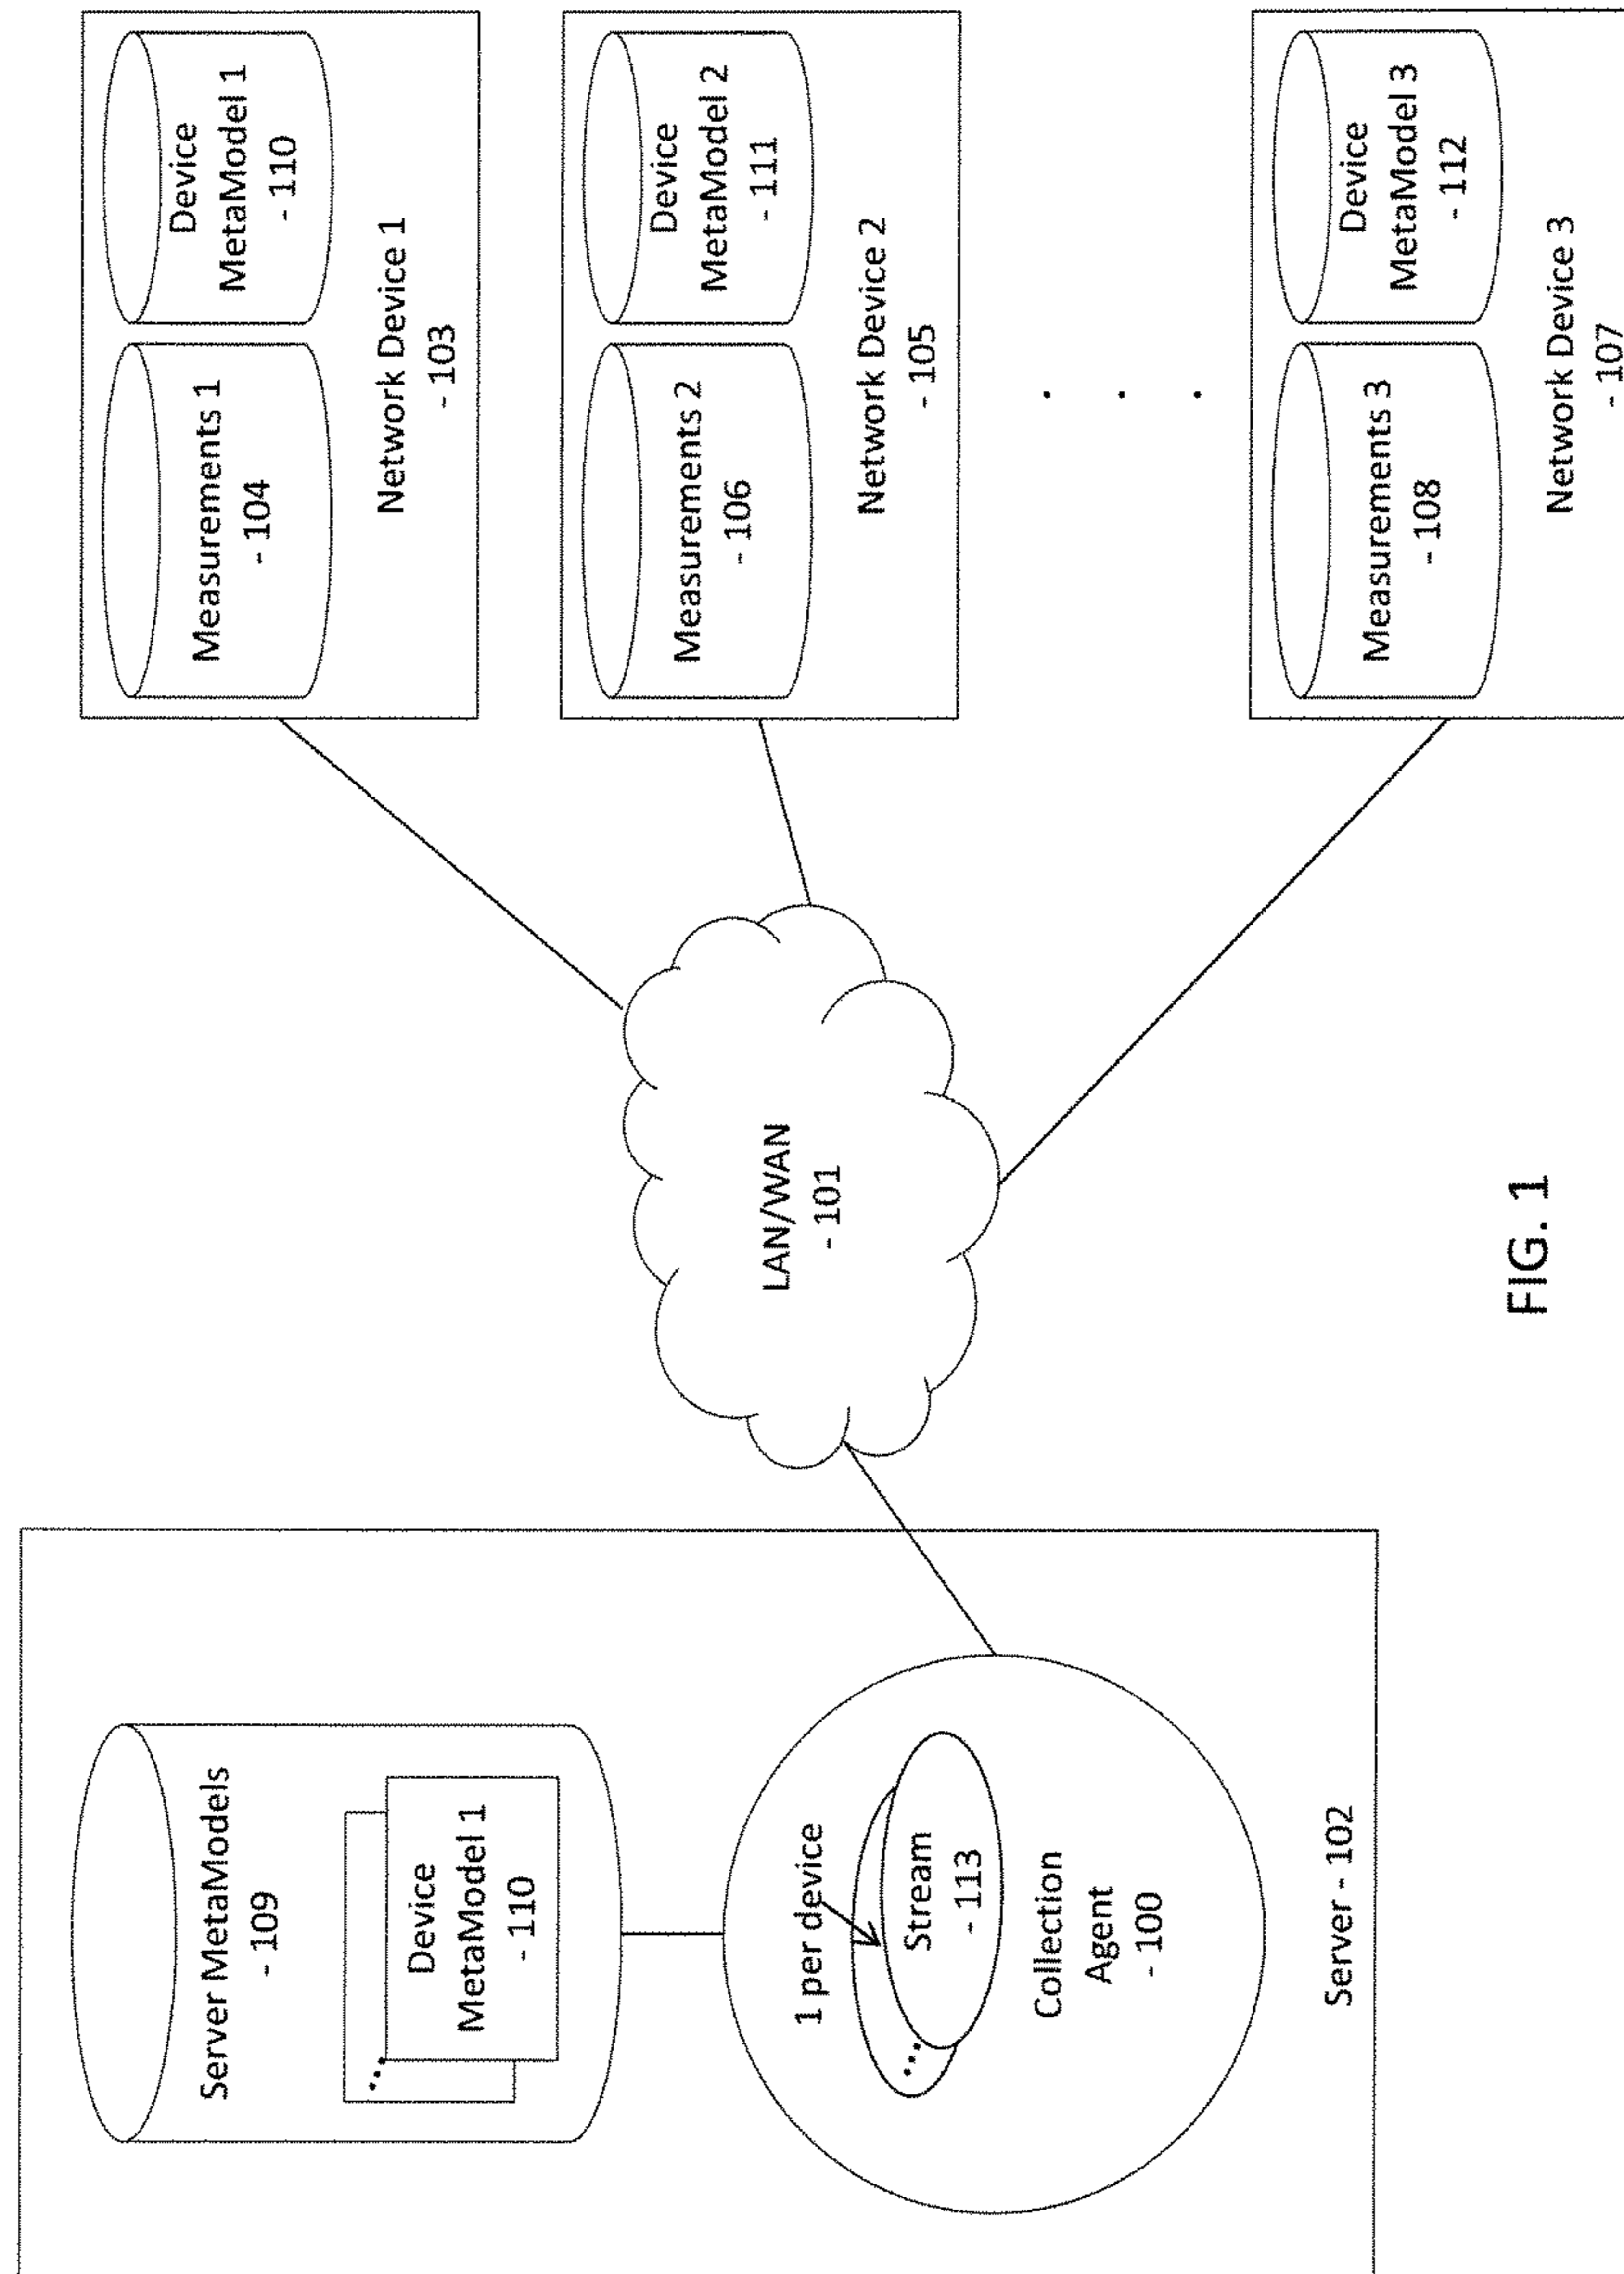 Server MetaModels
- 109
Device
MetaModel 1
- 110
...
1 per device
Stream
- 113
...
Collection
Agent
- 100
Server - 102
LAN/WAN
- 101
Measurements 1
- 104
Device
MetaModel 1
- 110
Network Device 1
- 103
Measurements 2
- 106
Device
MetaModel 2
- 111
Network Device 2
- 105
. . .
Measurements 3
- 108
Device
MetaModel 3
- 112
Network Device 3
- 107
FIG. 1